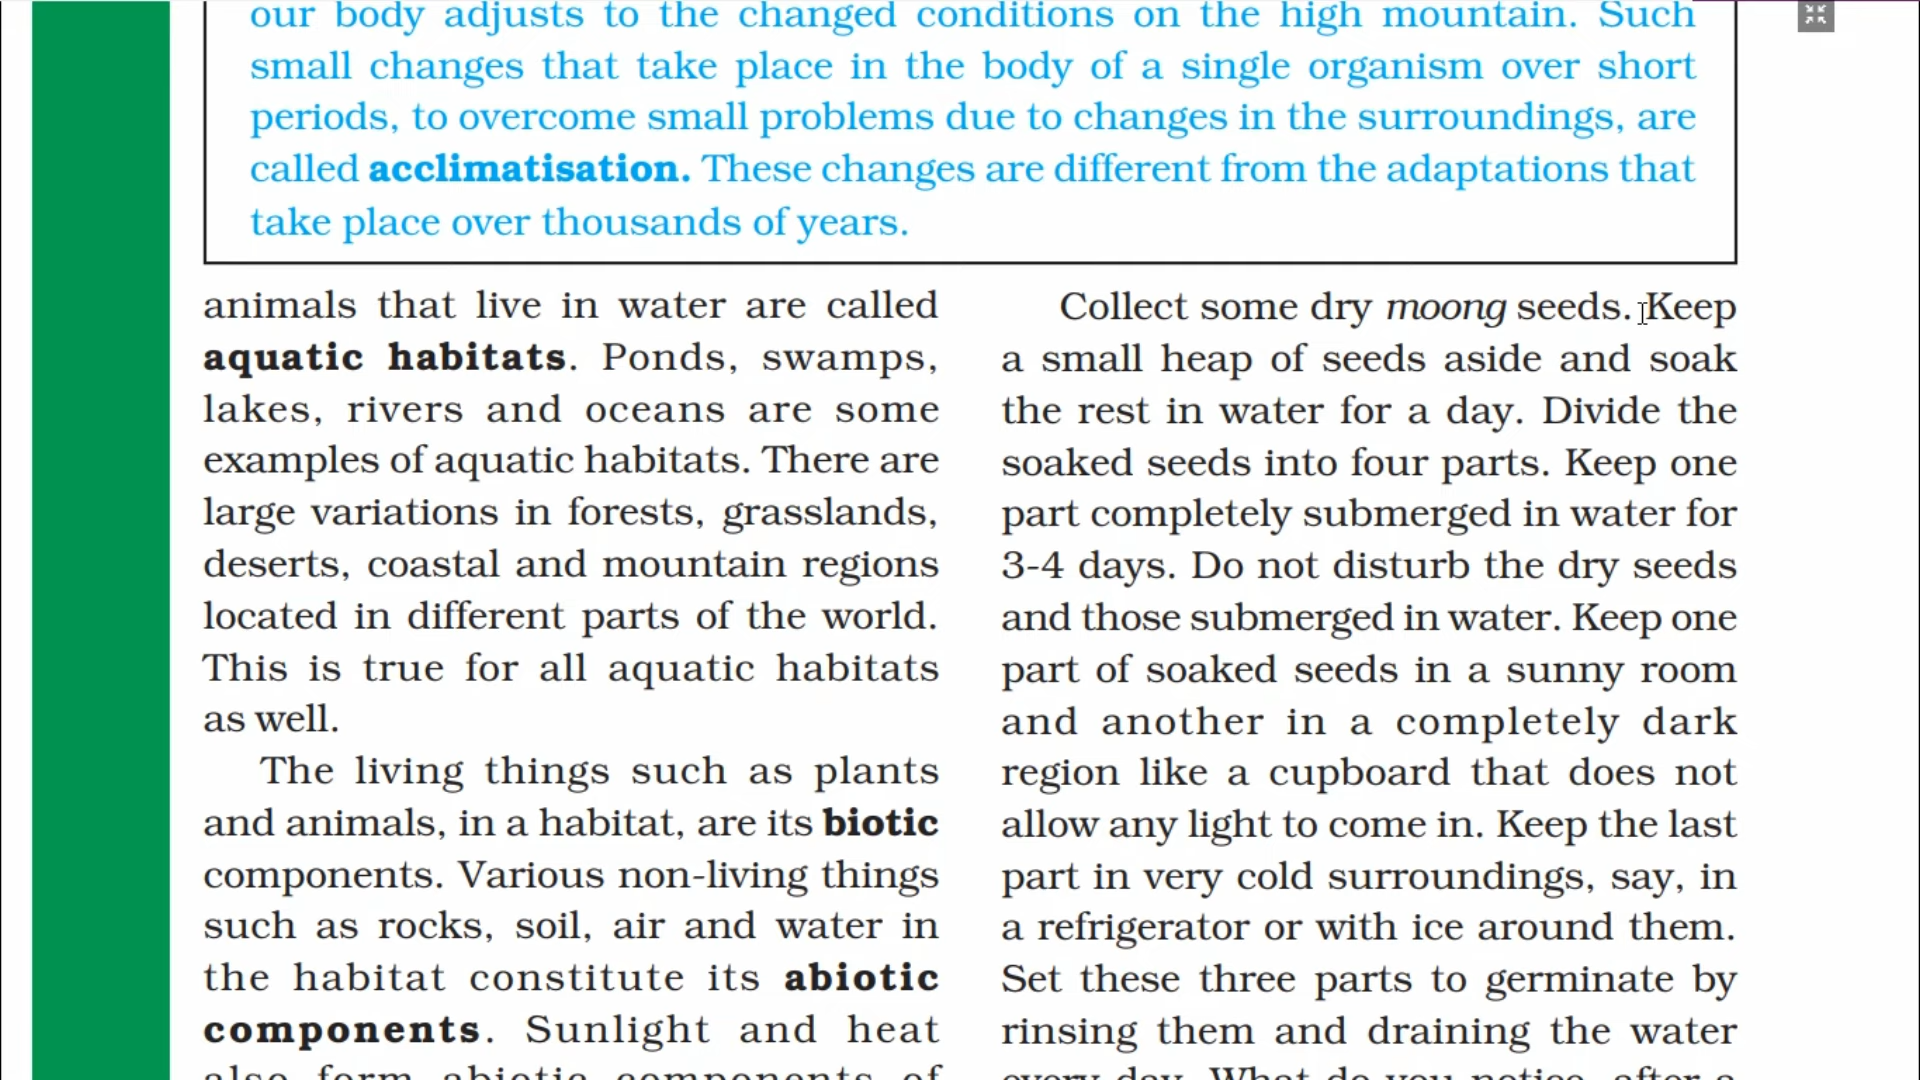 our body adjusts to the changed conditions on the high mountain. Such
small changes that take place in the body of a single organism over short
periods, to overcome small problems due to changes in the surroundings, are
called acclimatisation. These changes are different from the adaptations that
take place over thousands of years.
animals that live in water are called
aquatic habitats. Ponds, swamps,
lakes, rivers and oceans are some
examples of aquatic habitats. There are
large variations in forests, grasslands,
deserts, coastal and mountain regions
located in different parts of the world.
This is true for all aquatic habitats
as well.
The living things such as plants
and animals, in a habitat, are its biotic
components. Various non-living things
such as rocks, soil, air and water in
the habitat constitute its abiotic
components. Sunlight and heat
also form abiotic components of
Collect some dry moong seeds. Keep
a small heap of seeds aside and soak
the rest in water for a day. Divide the
soaked seeds into four parts. Keep one
part completely submerged in water for
3-4 days. Do not disturb the dry seeds
and those submerged in water. Keep one
part of soaked seeds in a sunny room
and another in a completely dark
region like a cupboard that does not
allow any light to come in. Keep the last
part in very cold surroundings, say, in
a refrigerator or with ice around them.
Set these three parts to germinate by
rinsing them and draining the water
every day. What do you notice, after a